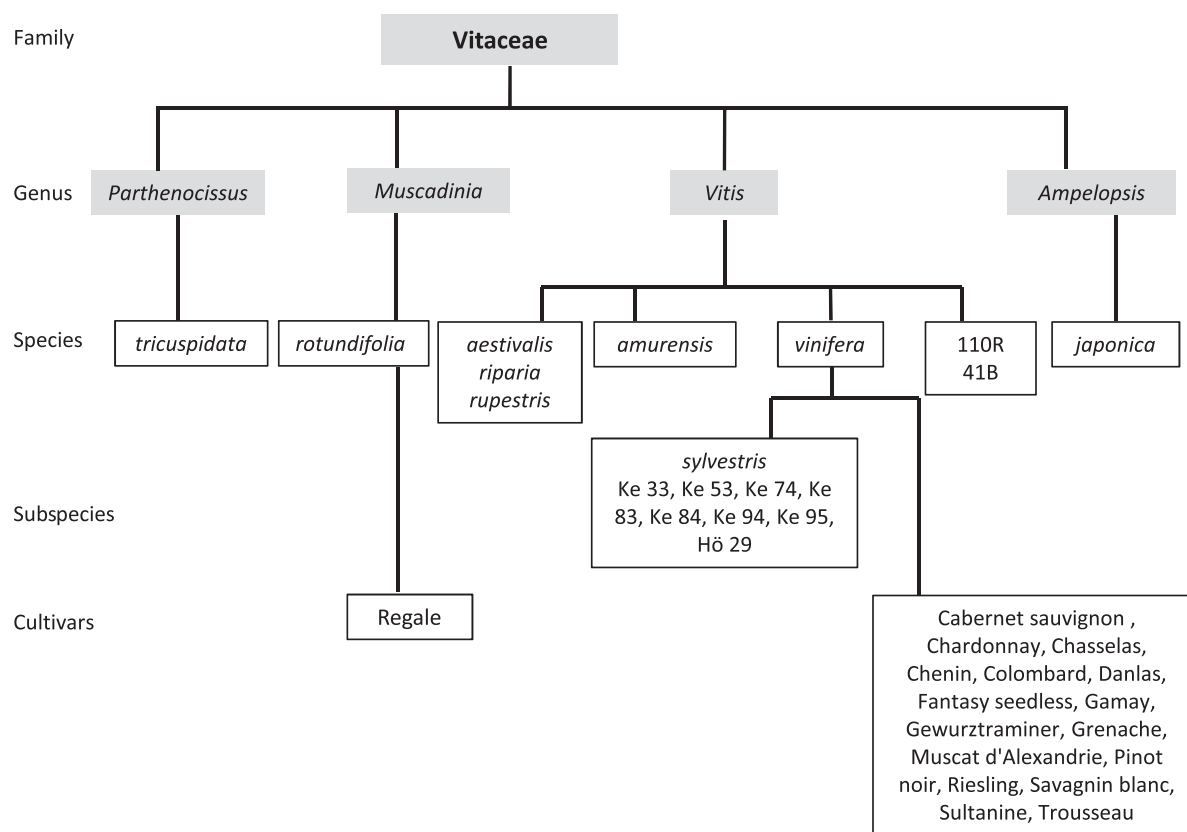 Family
Vitaceae
Genus
Parthenocissus
Muscadinia
Vitis
Ampelopsis
Species
tricuspidata
rotundifolia
aestivalis
riparia
rupestris
amurensis
vinifera
110R
41B
japonica
Subspecies
sylvestris
Ke 33, Ke 53, Ke 74, Ke
83, Ke 84, Ke 94, Ke 95,
Hö 29
Cultivars
Regale
Cabernet sauvignon ,
Chardonnay, Chasselas,
Chenin, Colombard, Danlas,
Fantasy seedless, Gamay,
Gewurztraminer, Grenache,
Muscat d'Alexandrie, Pinot
noir, Riesling, Savagnin blanc,
Sultanine, Trousseau